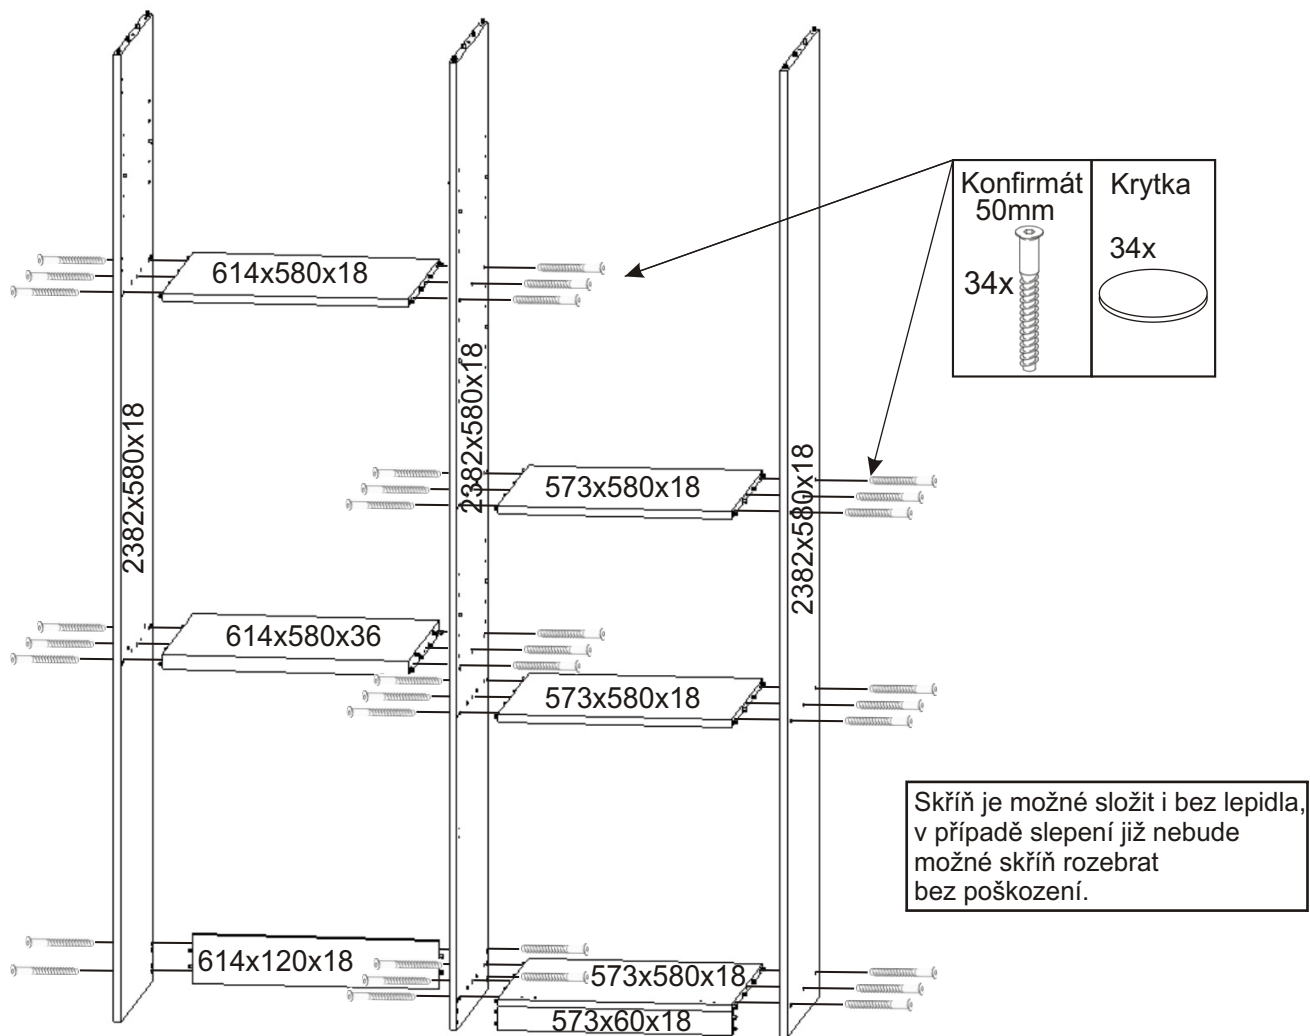 Konfirmát
50mm
34x
Krytka
34x
614x580x18
2382x580x18
2382x580x18
2382x580x18
573x580x18
614x580x36
573x580x18
Skříň je možné složit i bez lepidla,
v případě slepení již nebude
možné skříň rozebrat
bez poškození.
614x120x18
573x580x18
573x60x18